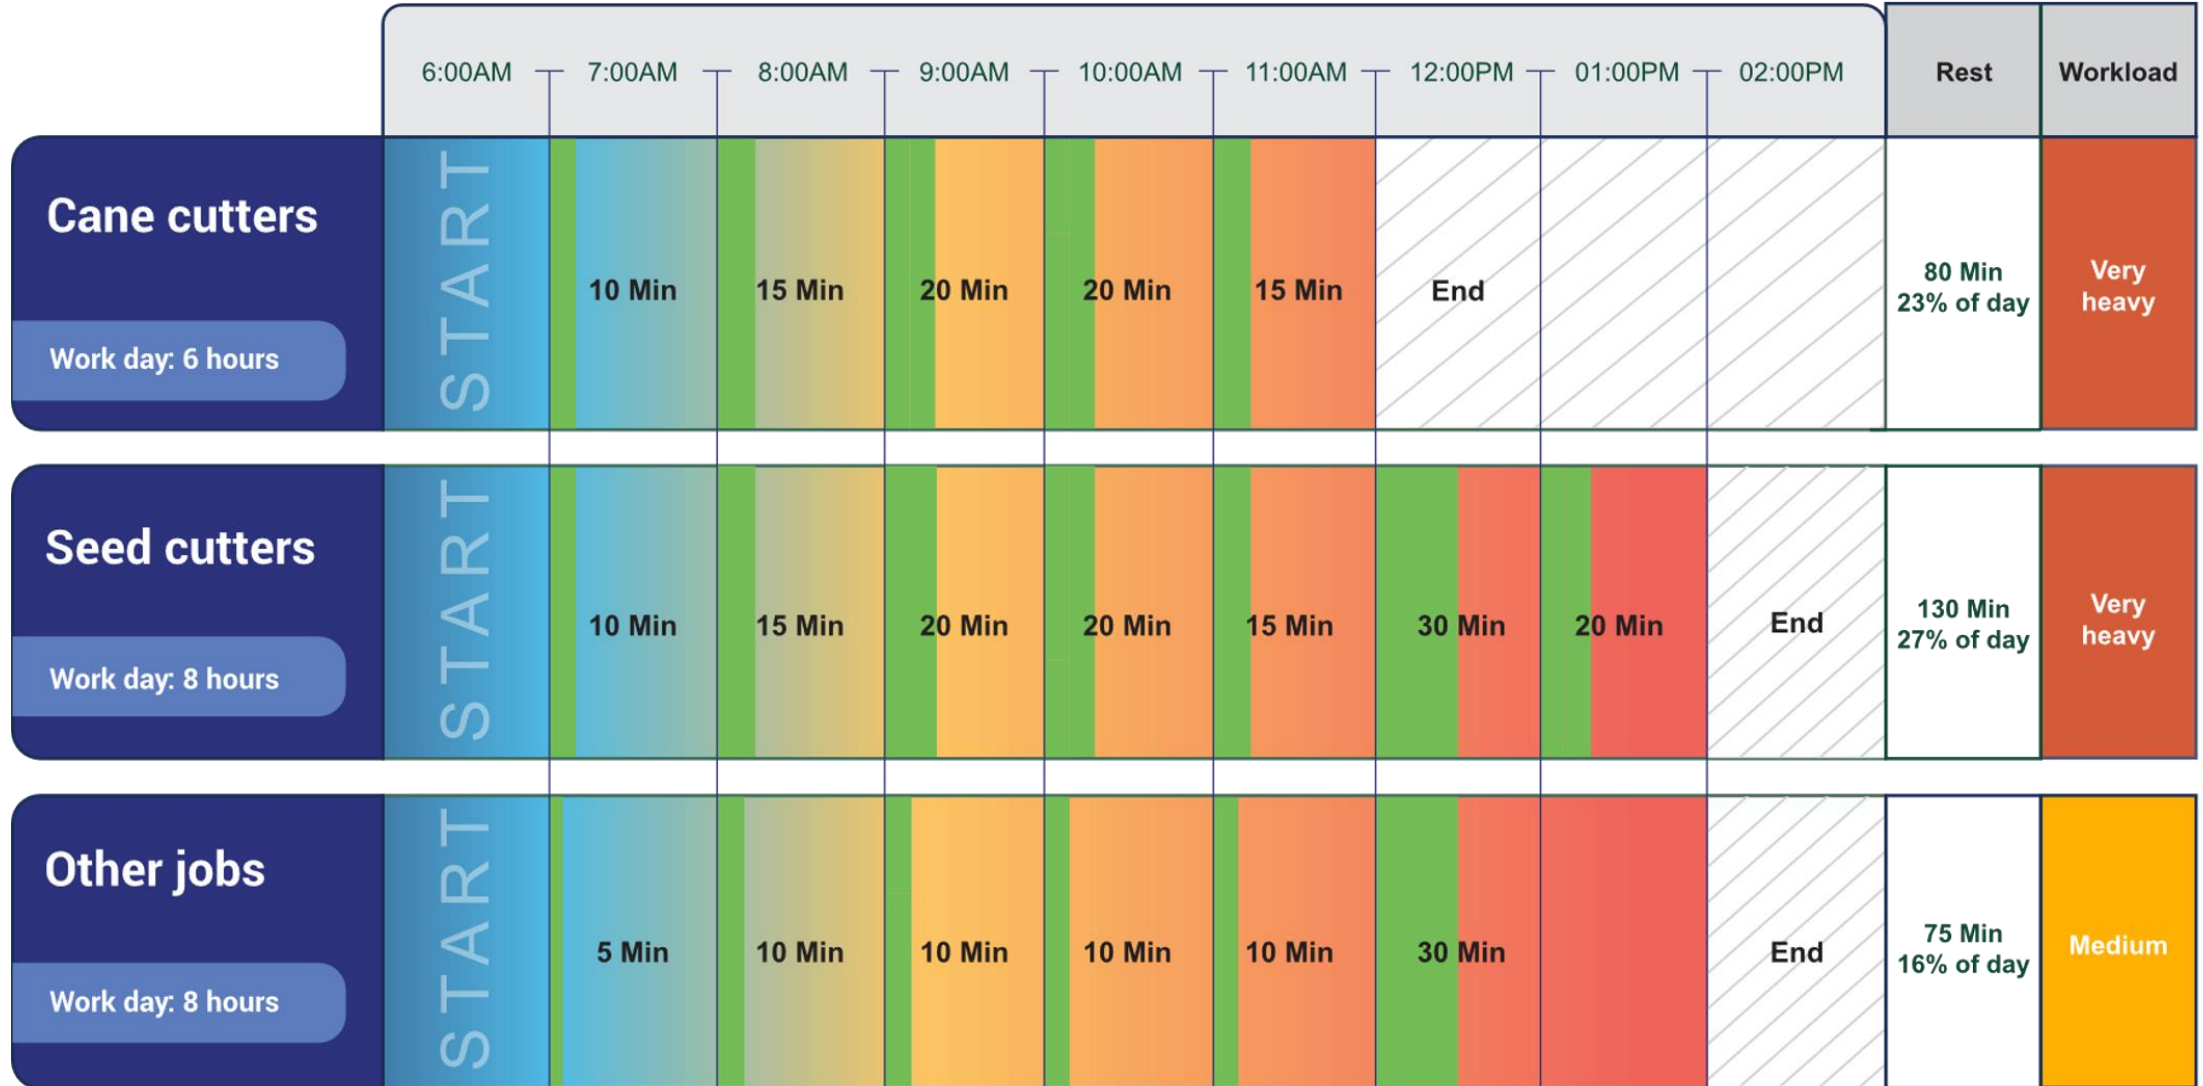 6:00AM 7:00AM 8:00AM 9:00AM 10:00AM 11:00AM 12:00PM 01:00PM 02:00PM Rest Workload
Cane cutters
Work day: 6 hours
START
10 Min 15 Min 20 Min 20 Min 15 Min End
80 Min
23% of day
Very
heavy
Seed cutters
Work day: 8 hours
START
10 Min 15 Min 20 Min 20 Min 15 Min 30 Min 20 Min End
130 Min
27% of day
Very
heavy
Other jobs
Work day: 8 hours
START
5 Min 10 Min 10 Min 10 Min 10 Min 30 Min End
75 Min
16% of day
Medium